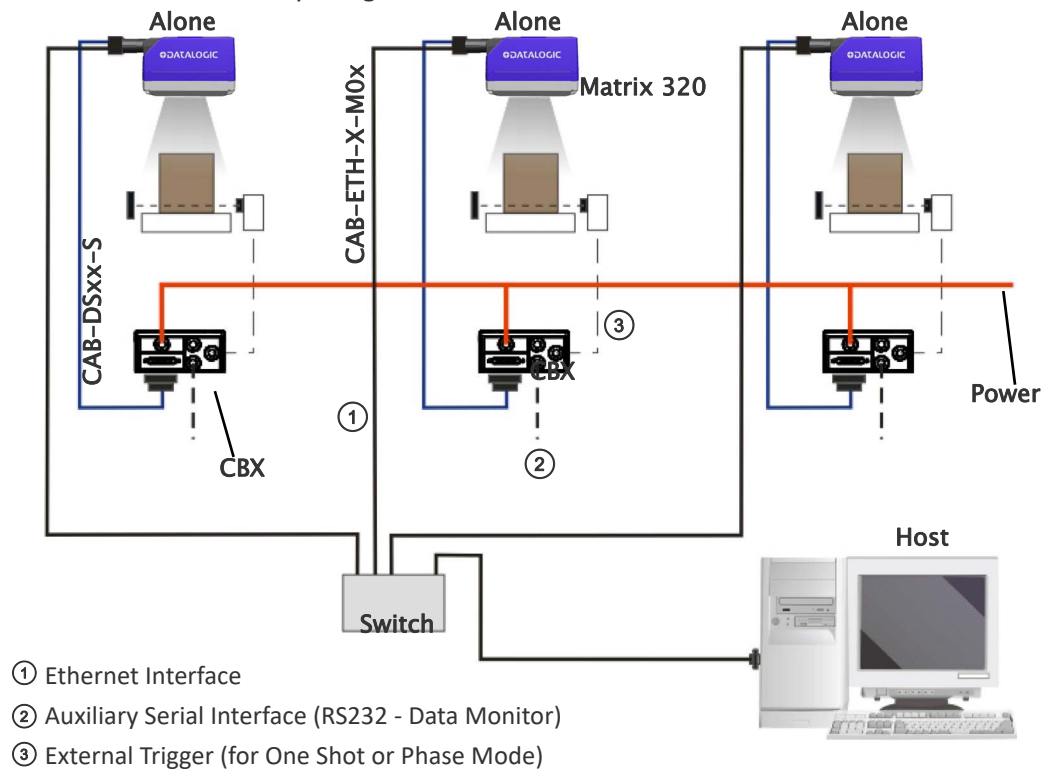 Alone
Alone
Alone
DATALOGIC
DATALOGIC
DATALOGIC
Matrix 320
CAB-ETH-X-M0x
CAB-DSxx-S
3
CBX
Power
1
CBX
2
Host
Switch
1 Ethernet Interface
2 Auxiliary Serial Interface (RS232 - Data Monitor)
3 External Trigger (for One Shot or Phase Mode)